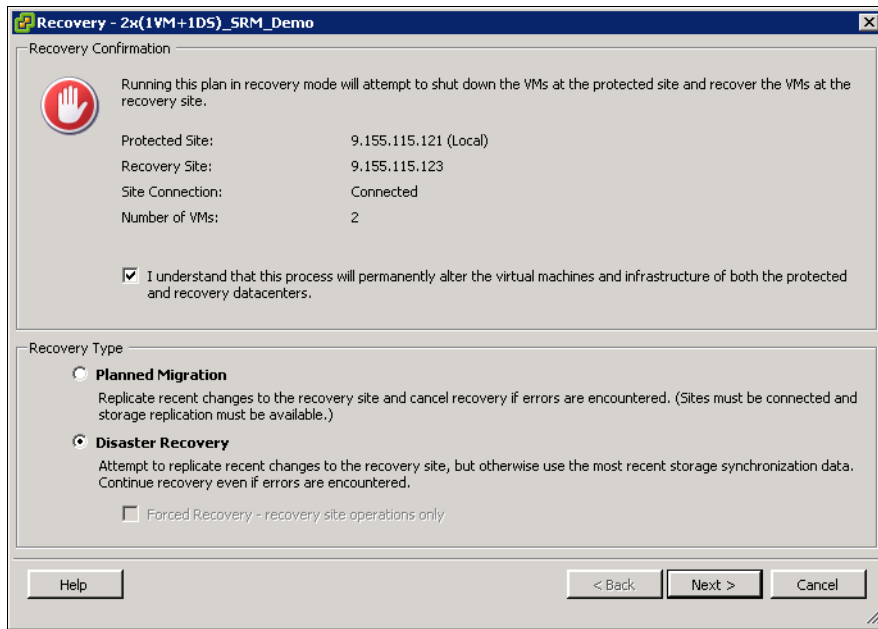 Recovery - 2x(1VM+1DS)_SRM_Demo
Recovery Confirmation
Running this plan in recovery mode will attempt to shut down the VMs at the protected site and recover the VMs at the
recovery site.
Protected Site: 9.155.115.121 (Local)
Recovery Site: 9.155.115.123
Site Connection: Connected
Number of VMs: 2
I understand that this process will permanently alter the virtual machines and infrastructure of both the protected
and recovery datacenters.
Recovery Type
Planned Migration
Replicate recent changes to the recovery site and cancel recovery if errors are encountered. (Sites must be connected and
storage replication must be available.)
Disaster Recovery
Attempt to replicate recent changes to the recovery site, but otherwise use the most recent storage synchronization data.
Continue recovery even if errors are encountered.
Forced Recovery - recovery site operations only
Help < Back Next > Cancel